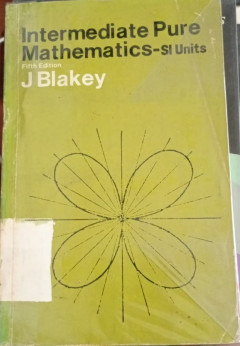 Intermediate Pure
Mathematics-SI Units
Fifth Edition
J Blakey